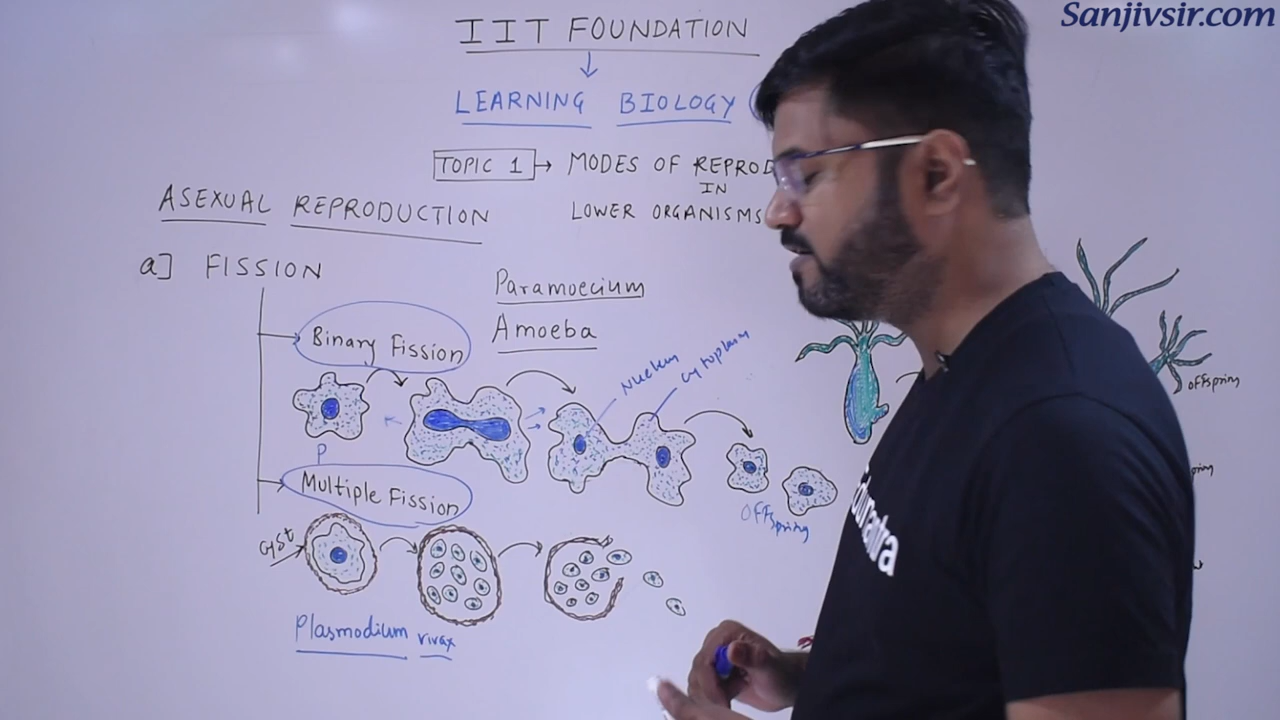 Sanjivsir.com
IIT FOUNDATION
LEARNING BIOLOGY
TOPIC 1 → MODES OF REPROD
IN
LOWER ORGANISMS
ASEXUAL REPRODUCTION
a] FISSION
Paramoecium
Amoeba
Binary Fission
Nucleus
Cytoplasm
offspring
P
Multiple Fission
OFFspring
cyst
Plasmodium vivax